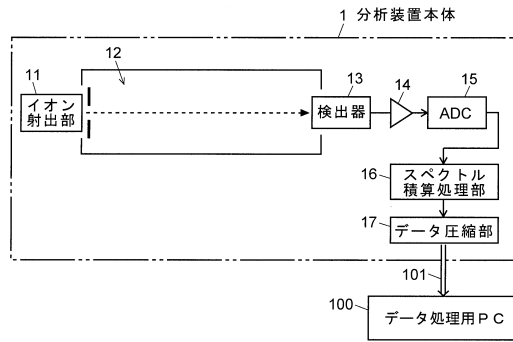 1 分析装置本体
12
11
イオン
射出部
13
検出器
14
15
ADC
16
スペクトル
積算処理部
17
データ圧縮部
101
100
データ処理用PC